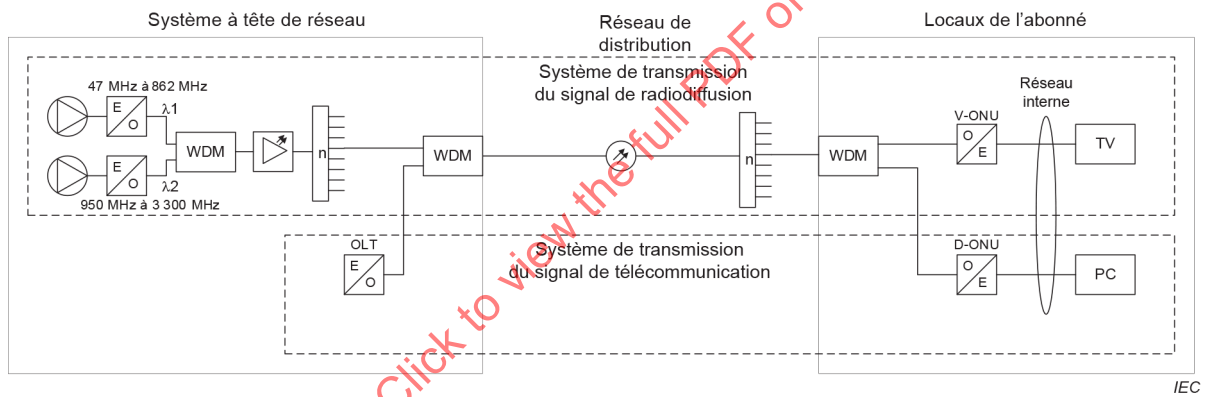 Système à tête de réseau
Réseau de
distribution
Locaux de l'abonné
Système de transmission
du signal de radiodiffusion
47 MHz à 862 MHz
E
O
λ1
WDM
n
WDM
E
O
λ2
950 MHz à 3 300 MHz
n
WDM
V-ONU
O
E
Réseau
interne
TV
OLT
E
O
Système de transmission
du signal de télécommunication
D-ONU
O
E
PC
IEC
Click to view the full PDF of